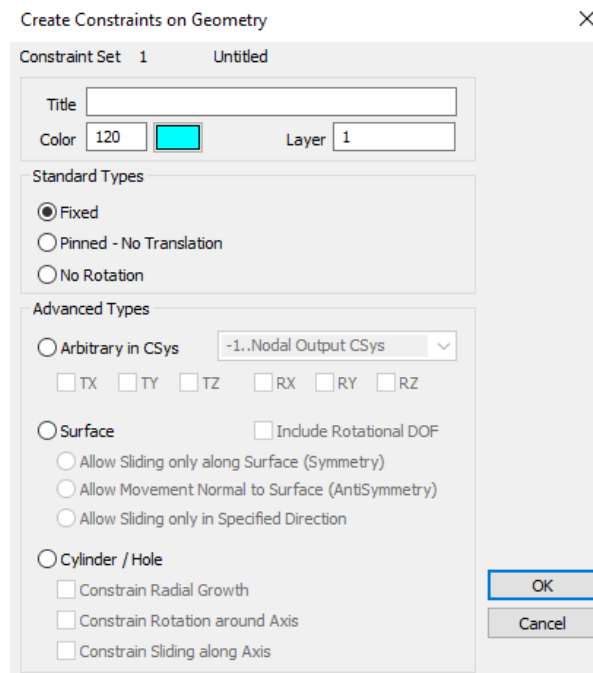 Create Constraints on Geometry
Constraint Set 1 Untitled
Title
Color 120 Layer 1
Standard Types
Fixed
Pinned - No Translation
No Rotation
Advanced Types
Arbitrary in CSys -1..Nodal Output CSys
TX TY TZ RX RY RZ
Surface Include Rotational DOF
Allow Sliding only along Surface (Symmetry)
Allow Movement Normal to Surface (AntiSymmetry)
Allow Sliding only in Specified Direction
Cylinder / Hole
Constrain Radial Growth
Constrain Rotation around Axis
Constrain Sliding along Axis
OK
Cancel